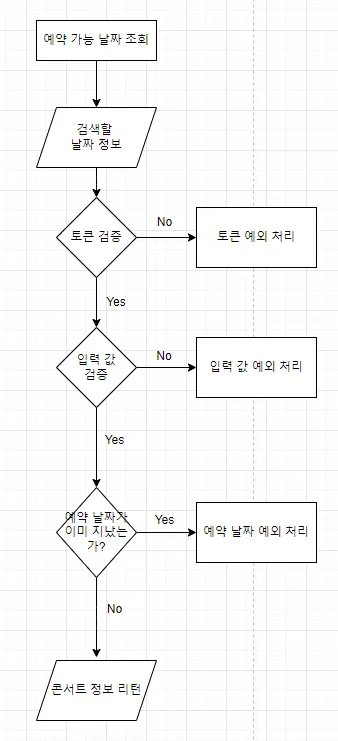 예약 가능 날짜 조회
검색할
날짜 정보
토큰 검증
No
토큰 예외 처리
Yes
입력 값
검증
No
입력 값 예외 처리
Yes
예약 날짜가
이미 지났는
가?
Yes
예약 날짜 예외 처리
No
콘서트 정보 리턴